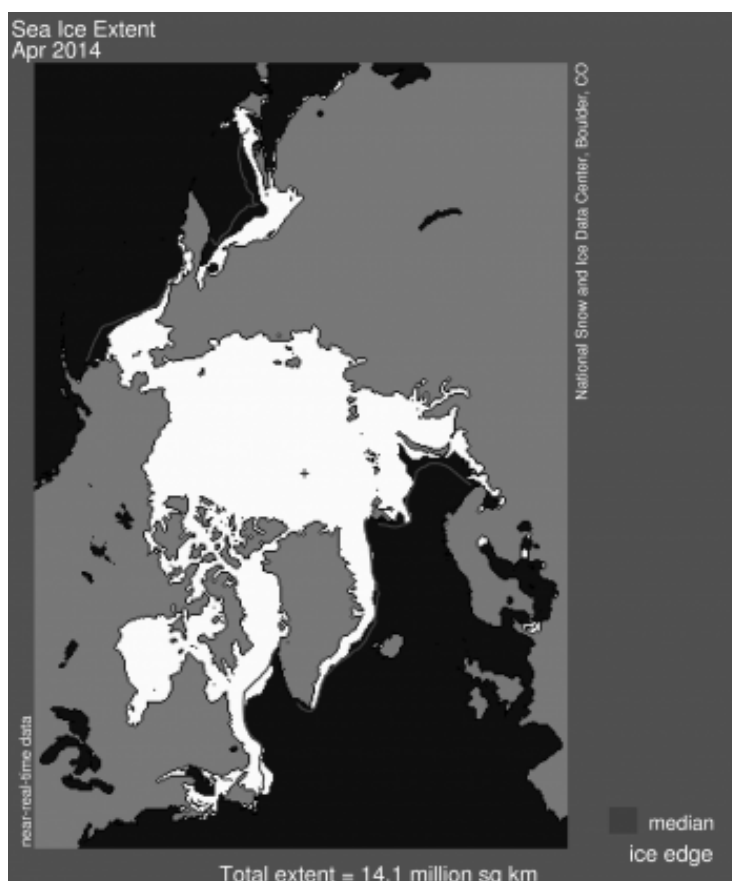 Sea Ice Extent
Apr 2014
National Snow and Ice Data Center, Boulder, CO
near-real-time data
median
ice edge
Total extent = 14.1 million sq km